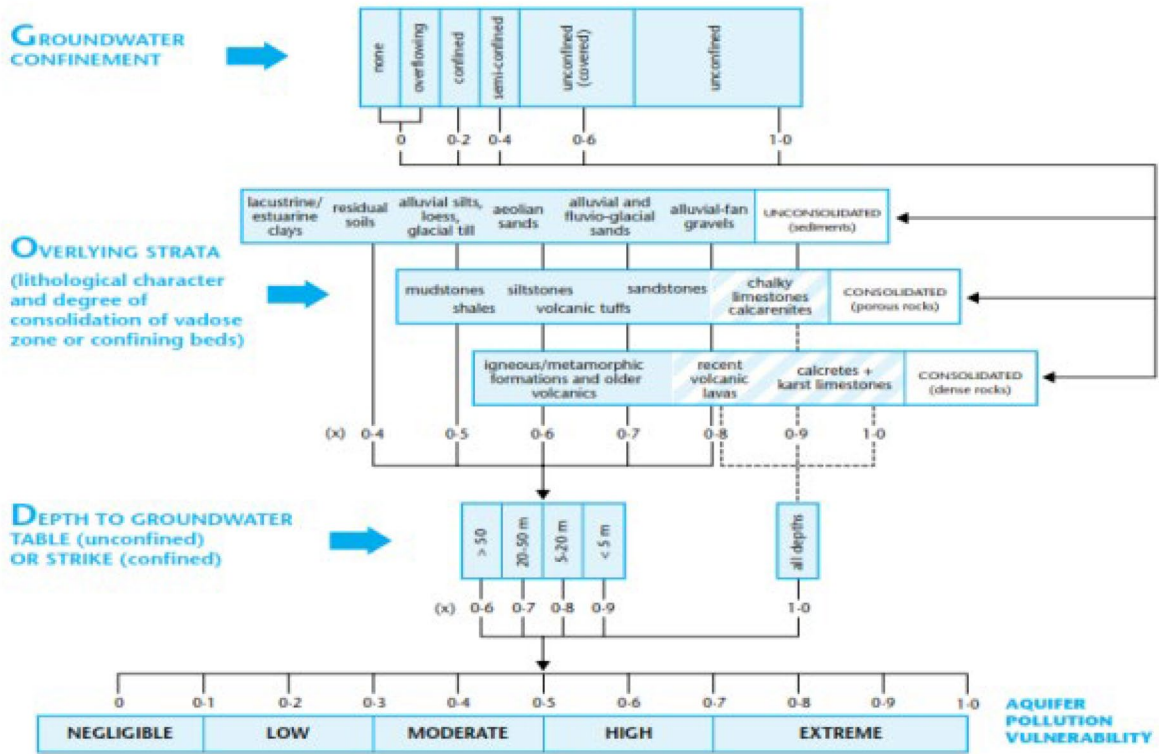 GROUNDWATER
CONFINEMENT
none
overflowing
confined
semi-confined
unconfined
(covered)
unconfined
0 0·2 0·4 0·6 1·0
lacustrine/
estuarine
clays
residual
soils
alluvial silts,
loess,
glacial till
aeolian
sands
alluvial and
fluvio-glacial
sands
alluvial-fan
gravels
UNCONSOLIDATED
(sediments)
OVERLYING STRATA
(lithological character
and degree of
consolidation of vadose
zone or confining beds)
mudstones
shales
siltstones
volcanic tuffs
sandstones
chalky
limestones
calcarenites
CONSOLIDATED
(porous rocks)
igneous/metamorphic
formations and older
volcanics
recent
volcanic
lavas
calcretes +
karst limestones
CONSOLIDATED
(dense rocks)
(x) 0·4 0·5 0·6 0·7 0·8 0·9 1·0
DEPTH TO GROUNDWATER
TABLE (unconfined)
OR STRIKE (confined)
> 50
20-50 m
5-20 m
< 5 m
all depths
(x) 0·6 0·7 0·8 0·9 1·0
0 0·1 0·2 0·3 0·4 0·5 0·6 0·7 0·8 0·9 1·0
NEGLIGIBLE LOW MODERATE HIGH EXTREME
AQUIFER
POLLUTION
VULNERABILITY